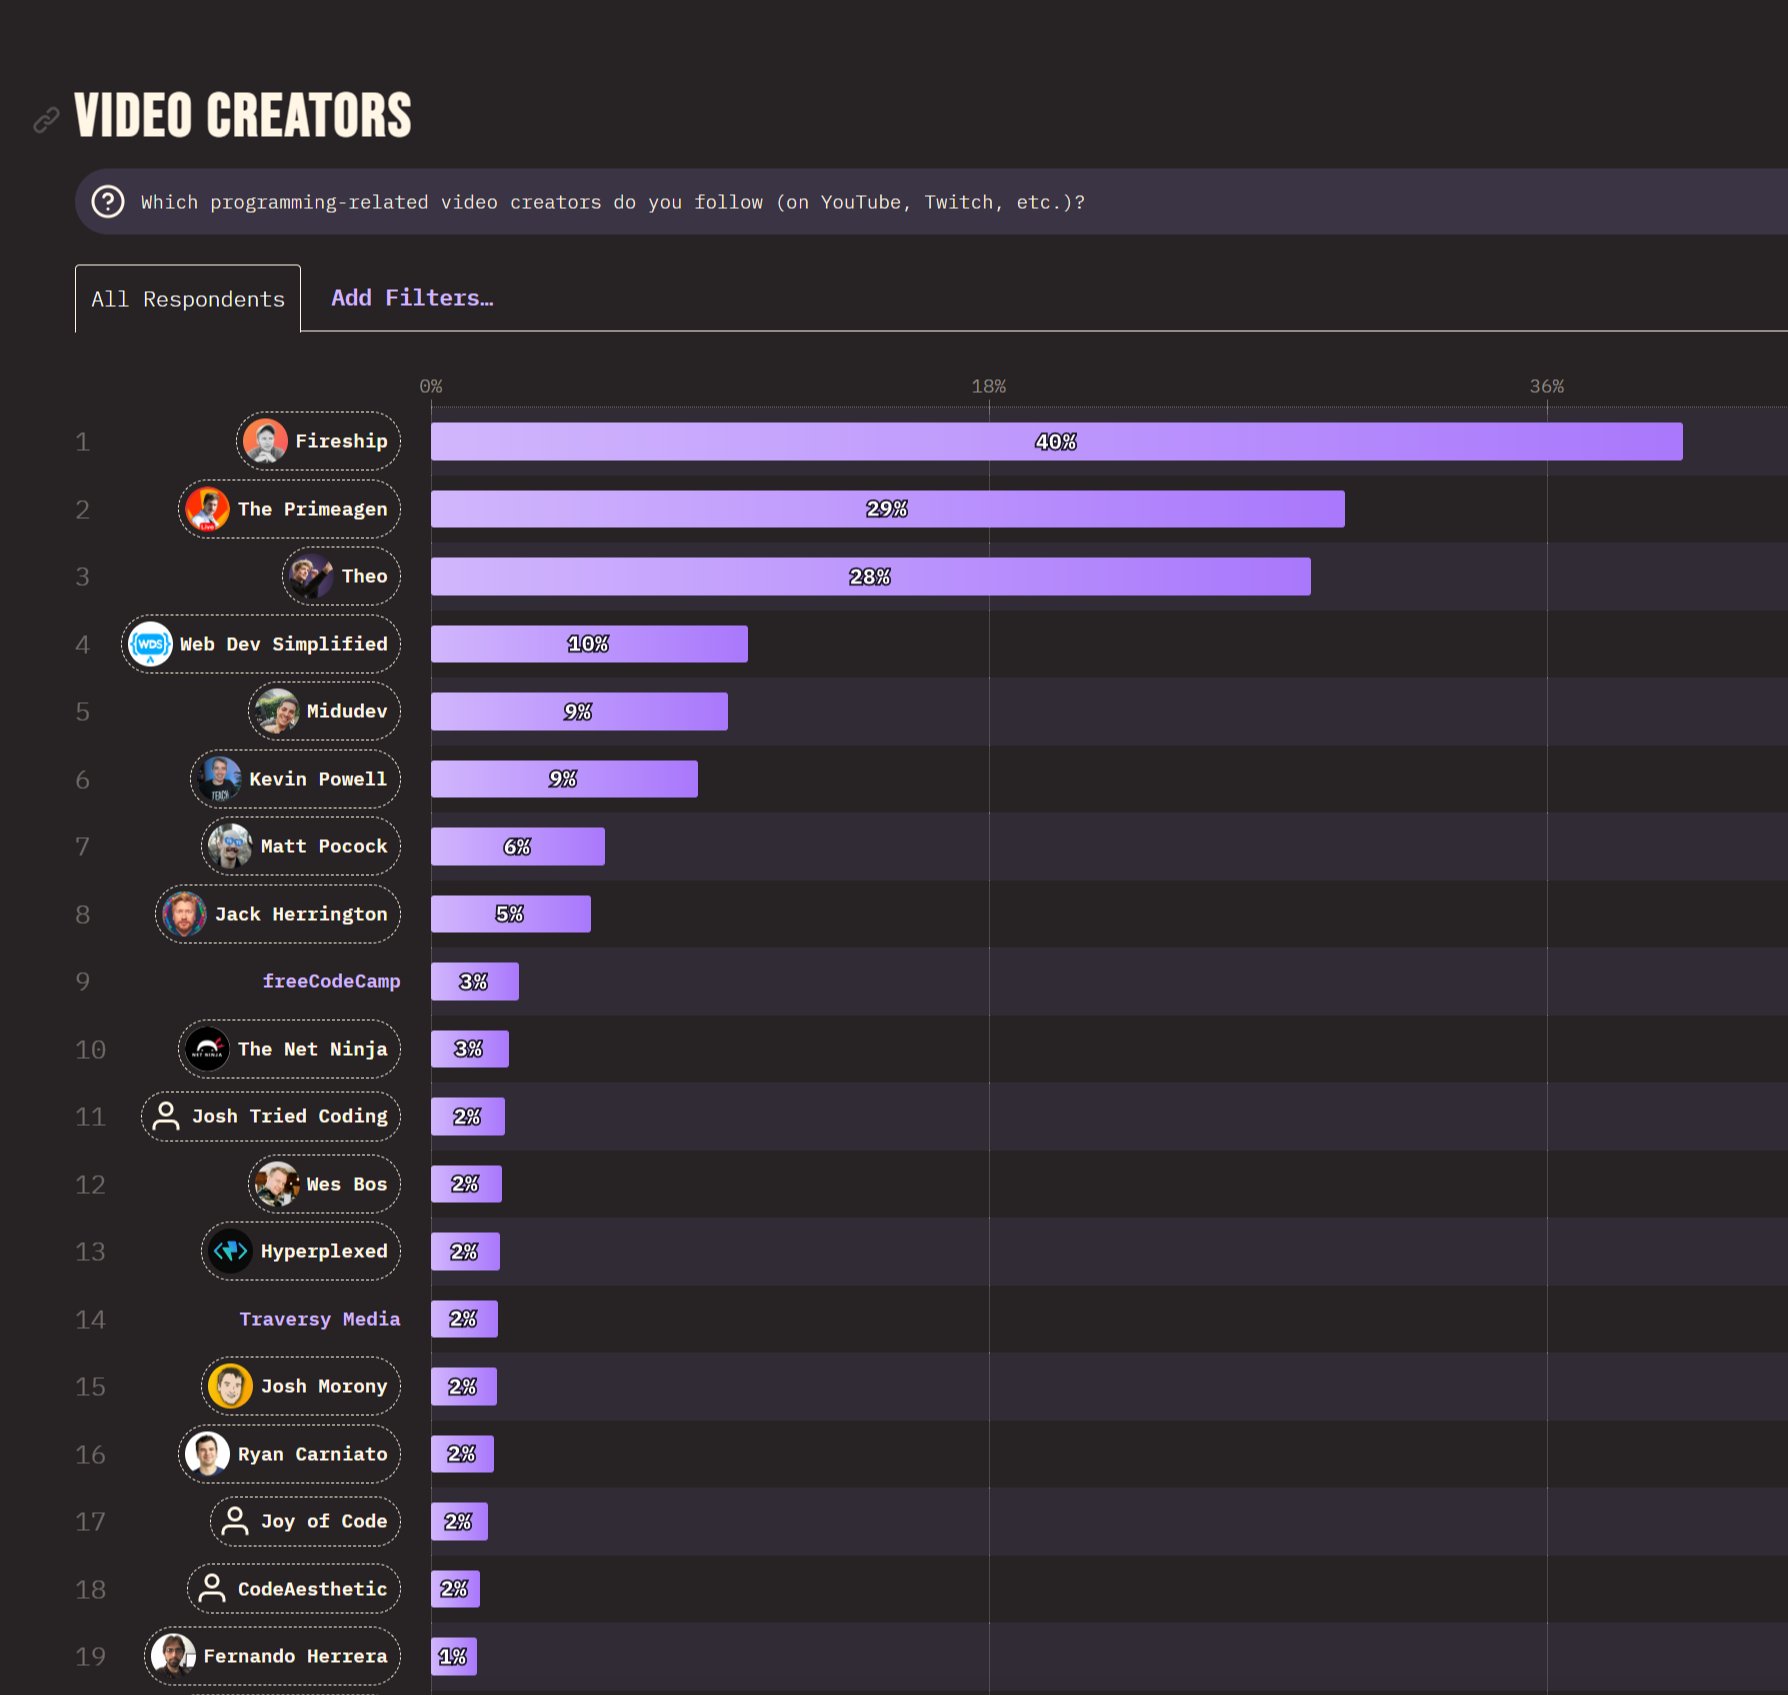 VIDEO CREATORS
Which programming-related video creators do you follow (on YouTube, Twitch, etc.)?
All Respondents
Add Filters…
0%
18%
36%
1 Fireship 40%
2 The Primeagen 29%
3 Theo 28%
4 WDS Web Dev Simplified 10%
5 Midudev 9%
6 TEACH Kevin Powell 9%
7 Matt Pocock 6%
8 Jack Herrington 5%
9 freeCodeCamp 3%
10 NET NINJA The Net Ninja 3%
11 Josh Tried Coding 2%
12 Wes Bos 2%
13 Hyperplexed 2%
14 Traversy Media 2%
15 Josh Morony 2%
16 Ryan Carniato 2%
17 Joy of Code 2%
18 CodeAesthetic 2%
19 Fernando Herrera 1%